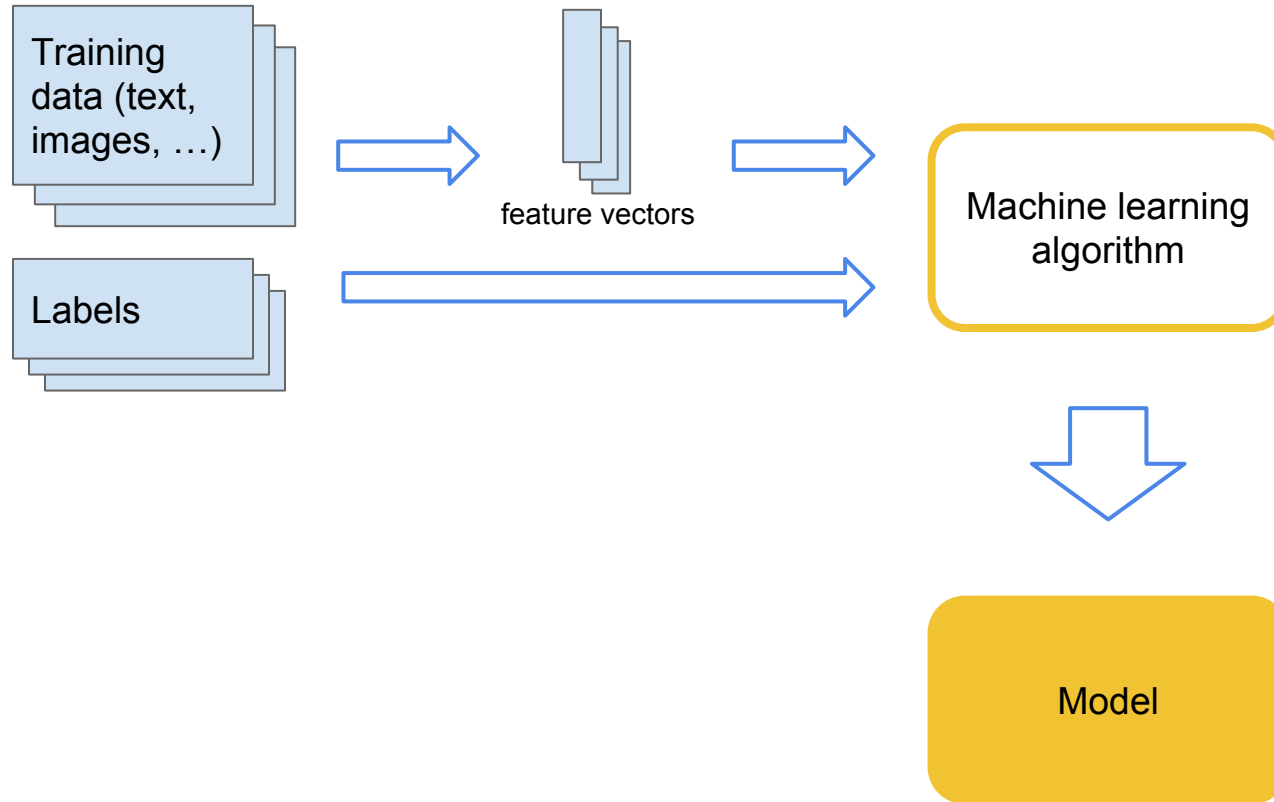 Training
data (text,
images, …)
feature vectors
Machine learning
algorithm
Labels
Model